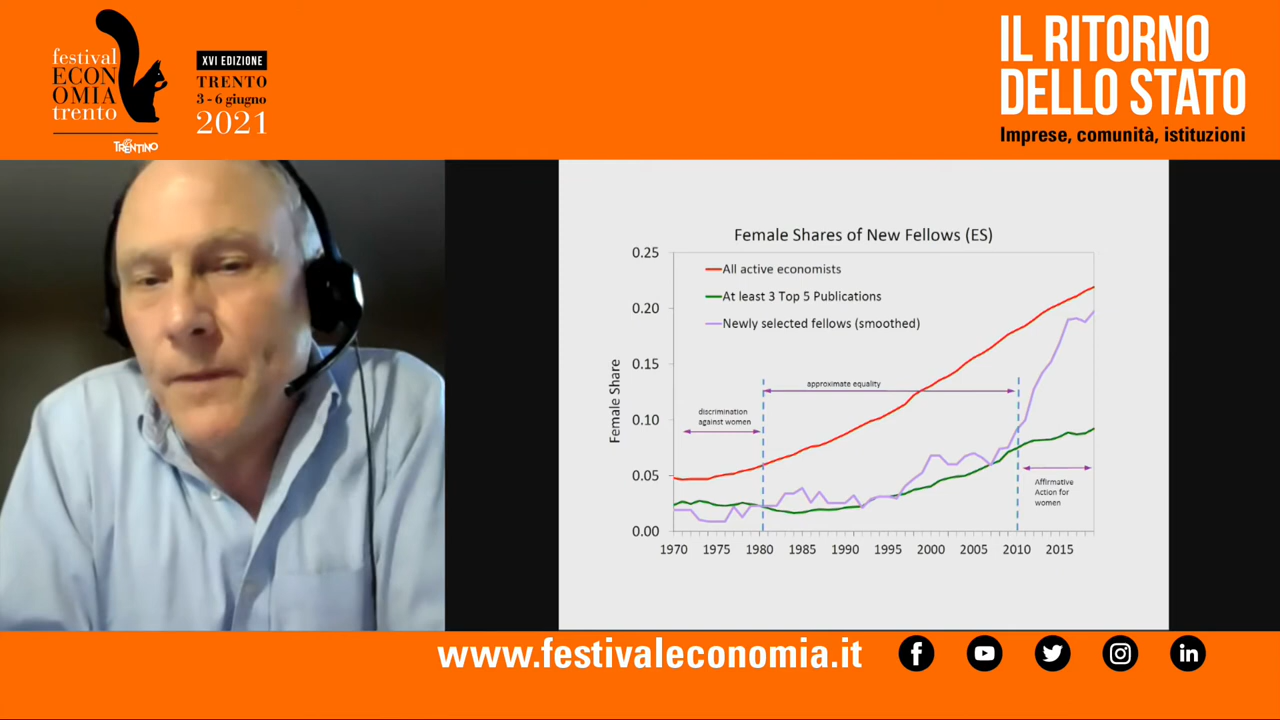 festival
ECON
OMIA
trento
TRENTINO
XVI EDIZIONE
TRENTO
3 - 6 giugno
2021
IL RITORNO
DELLO STATO
Imprese, comunità, istituzioni
Female Shares of New Fellows (ES)
All active economists
At least 3 Top 5 Publications
Newly selected fellows (smoothed)
Female Share
0.25
0.20
0.15
0.10
0.05
0.00
approximate equality
discrimination
against women
Affirmative
Action for
women
1970 1975 1980 1985 1990 1995 2000 2005 2010 2015
www.festivaleconomia.it